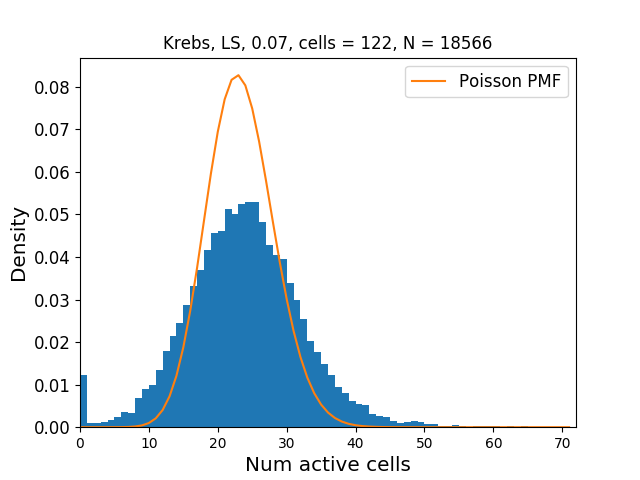 Krebs, LS, 0.07, cells = 122, N = 18566
Poisson PMF
Density
0.08
0.07
0.06
0.05
0.04
0.03
0.02
0.01
0.00
0 10 20 30 40 50 60 70
Num active cells